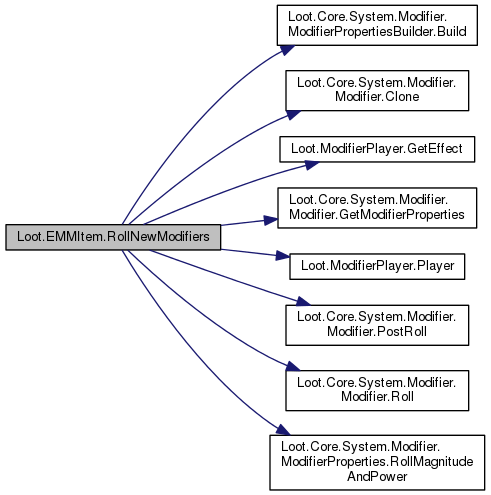 Loot.Core.System.Modifier.
ModifierPropertiesBuilder.Build
Loot.Core.System.Modifier.
Modifier.Clone
Loot.ModifierPlayer.GetEffect
Loot.Core.System.Modifier.
Modifier.GetModifierProperties
Loot.EMMItem.RollNewModifiers
Loot.ModifierPlayer.Player
Loot.Core.System.Modifier.
Modifier.PostRoll
Loot.Core.System.Modifier.
Modifier.Roll
Loot.Core.System.Modifier.
ModifierProperties.RollMagnitude
AndPower